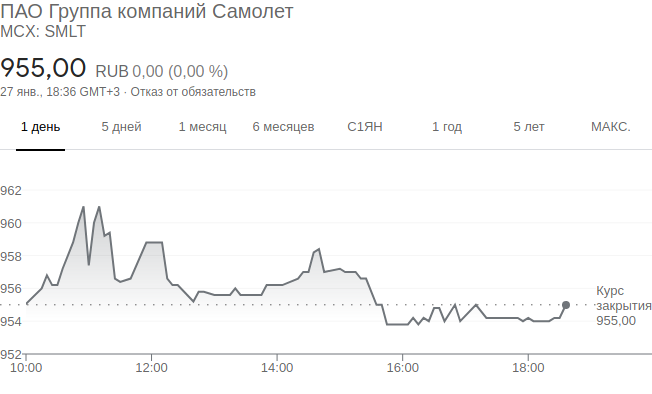 ПАО Группа компаний Самолет
MCX: SMLT
955,00 RUB 0,00 (0,00 %)
27 янв., 18:36 GMT+3 · Отказ от обязательств
1 день 5 дней 1 месяц 6 месяцев С1ЯН 1 год 5 лет МАКС.
962
960
958
956
954
952
Курс
закрытия
955,00
10:00 12:00 14:00 16:00 18:00